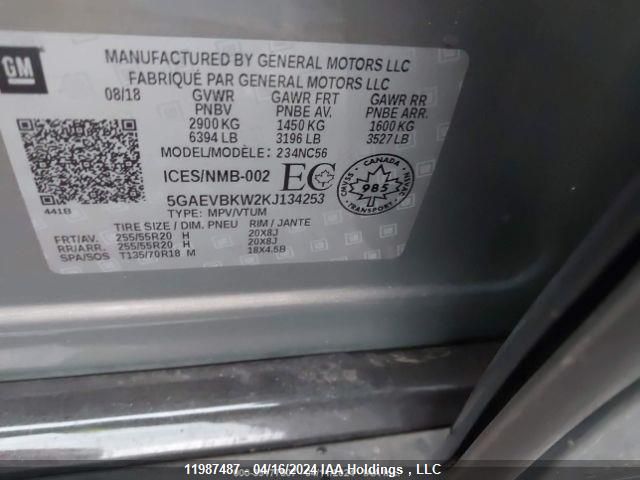 GM
MANUFACTURED BY GENERAL MOTORS LLC
FABRIQUÉ PAR GENERAL MOTORS LLC
08/18 GVWR GAWR FRT GAWR RR
PNBV PNBE AV. PNBE ARR.
2900 KG 1450 KG 1600 KG
6394 LB 3196 LB 3527 LB
MODEL/MODÈLE: 234NC56
ICES/NMB-002 EC
CANADA
CMVSS 985 NSVAC
5GAEVBKW2KJ134253
441B TYPE: MPV/VTUM
TIRE SIZE / DIM. PNEU RIM / JANTE
FRT/AV. 255/55R20 H 20X8J
RR/ARR. 255/55R20 H 20X8J
SPA/SOS T135/70R18 M 18X4.5B
11987487 - 04/16/2024 IAA Holdings , LLC